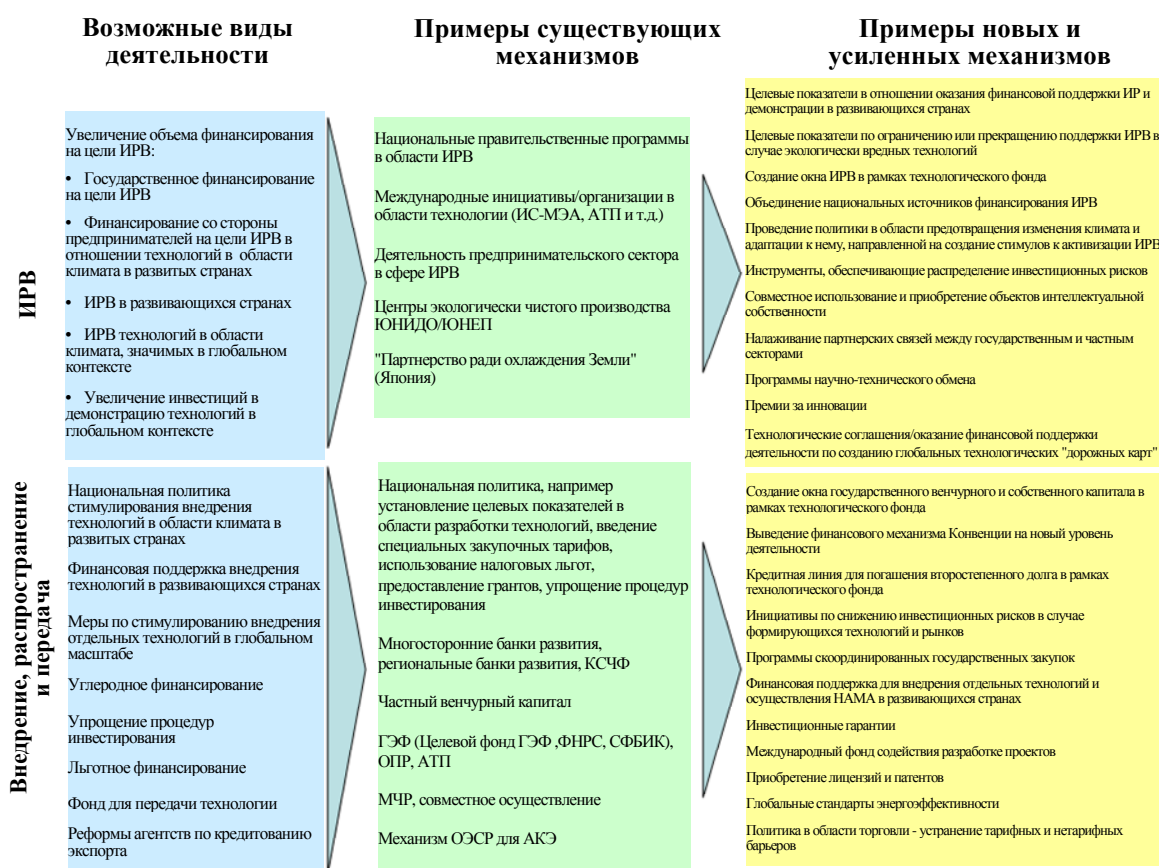 Возможные виды
деятельности
Примеры существующих
механизмов
Примеры новых и
усиленных механизмов
ИРВ
Увеличение объема финансирования
на цели ИРВ:
• Государственное финансирование
на цели ИРВ
• Финансирование со стороны
предпринимателей на цели ИРВ в
отношении технологий в области
климата в развитых странах
• ИРВ в развивающихся странах
• ИРВ технологий в области
климата, значимых в глобальном
контексте
• Увеличение инвестиций в
демонстрацию технологий в
глобальном контексте
Национальные правительственные программы
в области ИРВ
Международные инициативы/организации в
области технологии (ИС-МЭА, АТП и т.д.)
Деятельность предпринимательского сектора
в сфере ИРВ
Центры экологически чистого производства
ЮНИДО/ЮНЕП
"Партнерство ради охлаждения Земли"
(Япония)
Целевые показатели в отношении оказания финансовой поддержки ИР и
демонстрации в развивающихся странах
Целевые показатели по ограничению или прекращению поддержки ИРВ в
случае экологически вредных технологий
Создание окна ИРВ в рамках технологического фонда
Объединение национальных источников финансирования ИРВ
Проведение политики в области предотвращения изменения климата и
адаптации к нему, направленной на создание стимулов к активизации ИРВ
Инструменты, обеспечивающие распределение инвестиционных рисков
Совместное использование и приобретение объектов интеллектуальной
собственности
Налаживание партнерских связей между государственным и частным
секторами
Программы научно-технического обмена
Премии за инновации
Технологические соглашения/оказание финансовой поддержки
деятельности по созданию глобальных технологических "дорожных карт"
Внедрение, распространение
и передача
Национальная политика
стимулирования внедрения
технологий в области климата в
развитых странах
Финансовая поддержка внедрения
технологий в развивающихся странах
Меры по стимулированию внедрения
отдельных технологий в глобальном
масштабе
Углеродное финансирование
Упрощение процедур
инвестирования
Льготное финансирование
Фонд для передачи технологии
Реформы агентств по кредитованию
экспорта
Национальная политика, например
установление целевых показателей в
области разработки технологий, введение
специальных закупочных тарифов,
использование налоговых льгот,
предоставление грантов, упрощение процедур
инвестирования
Многосторонние банки развития,
региональные банки развития, КСЧФ
Частный венчурный капитал
ГЭФ (Целевой фонд ГЭФ ,ФНРС, СФБИК),
ОПР, АТП
МЧР, совместное осуществление
Механизм ОЭСР для АКЭ
Создание окна государственного венчурного и собственного капитала в
рамках технологического фонда
Выведение финансового механизма Конвенции на новый уровень
деятельности
Кредитная линия для погашения второстепенного долга в рамках
технологического фонда
Инициативы по снижению инвестиционных рисков в случае
формирующихся технологий и рынков
Программы скоординированных государственных закупок
Финансовая поддержка для внедрения отдельных технологий и
осуществления НАМА в развивающихся странах
Инвестиционные гарантии
Международный фонд содействия разработке проектов
Приобретение лицензий и патентов
Глобальные стандарты энергоэффективности
Политика в области торговли - устранение тарифных и нетарифных
барьеров